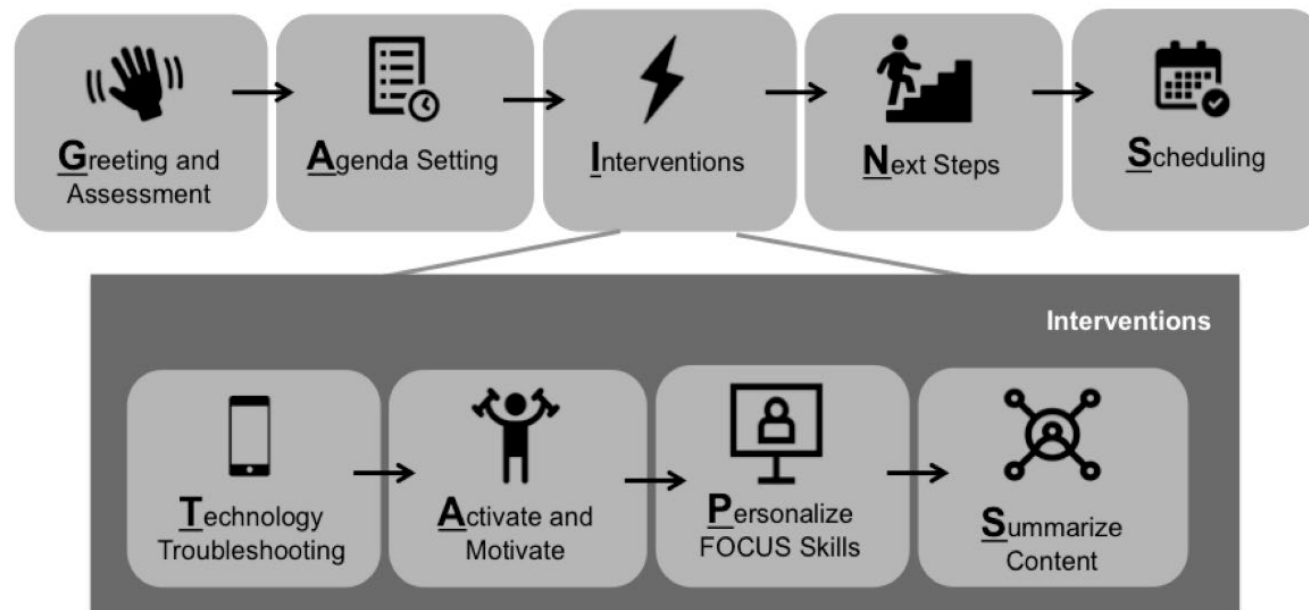 Greeting and
Assessment
Agenda Setting
Interventions
Next Steps
Scheduling
Interventions
Technology
Troubleshooting
Activate and
Motivate
Personalize
FOCUS Skills
Summarize
Content